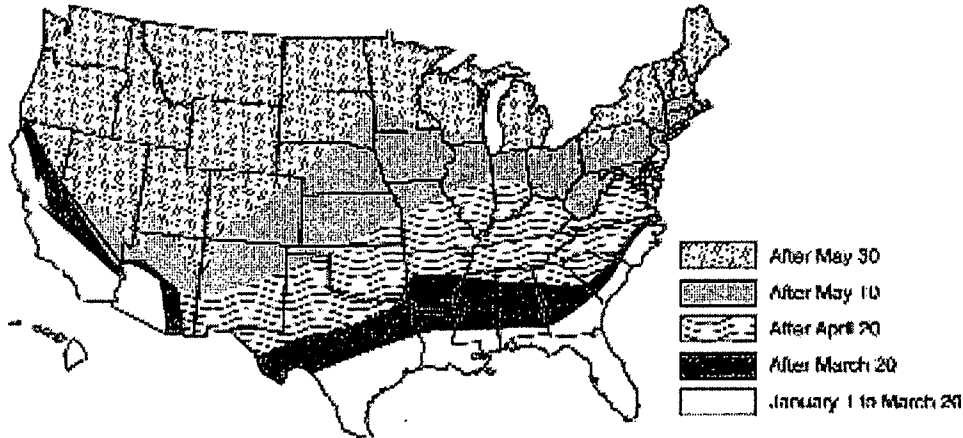 After May 30
After May 10
After April 20
After March 20
January 1 to March 20